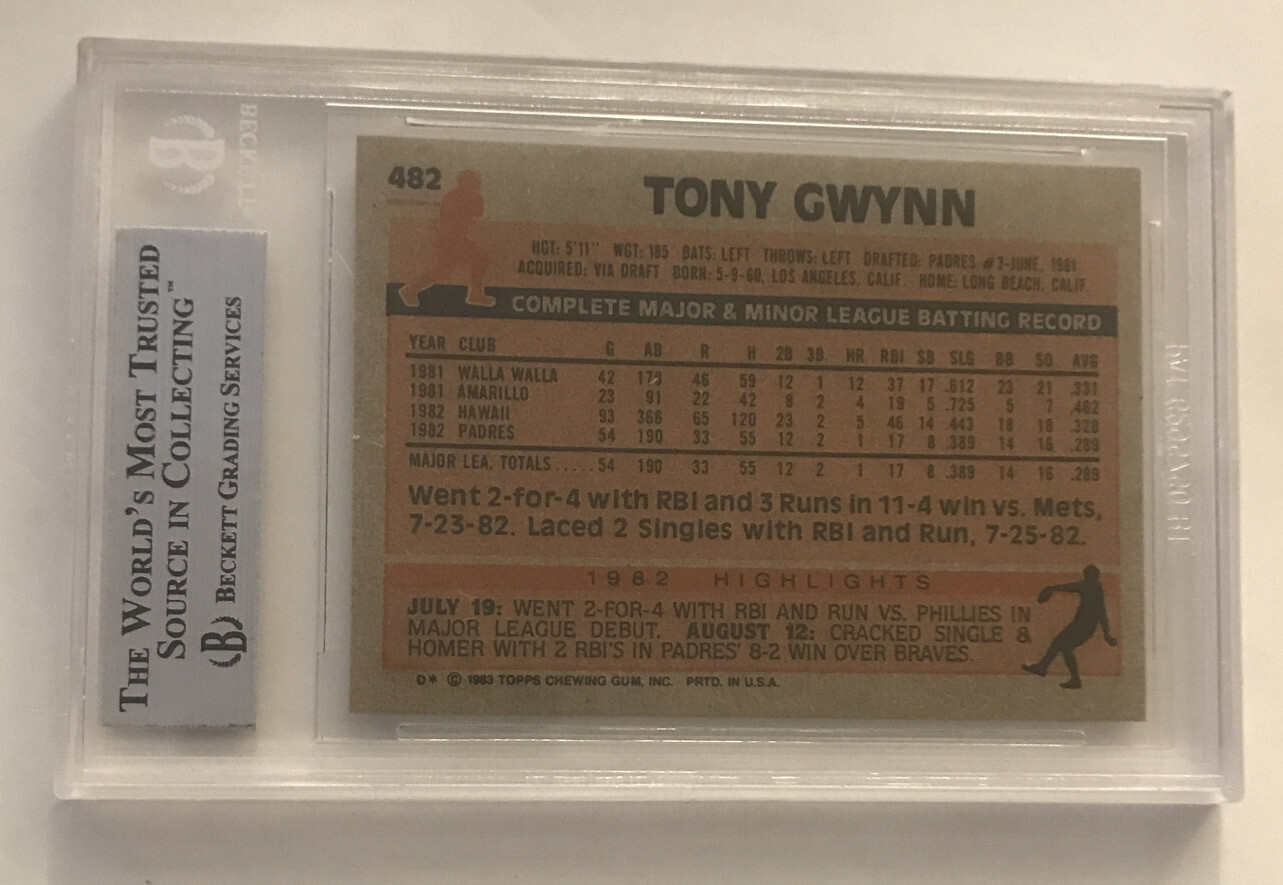 482
TONY GWYNN
HGT: 5'11" WGT: 185 BATS: LEFT THROWS: LEFT DRAFTED: PADRES #3-JUNE, 1981
ACQUIRED: VIA DRAFT BORN: 5-9-60, LOS ANGELES, CALIF. HOME: LONG BEACH, CALIF.
COMPLETE MAJOR & MINOR LEAGUE BATTING RECORD
YEAR CLUB G AB R H 2B 3B HR RBI SB SLG BB SO AVG
1981 WALLA WALLA 42 179 46 59 12 1 12 37 17 .612 23 21 .331
1981 AMARILLO 23 91 22 42 8 2 4 19 5 .725 5 7 .462
1982 HAWAII 93 366 65 120 23 2 5 46 14 .443 18 18 .328
1982 PADRES 54 190 33 55 12 2 1 17 8 .389 14 16 .289
MAJOR LEA. TOTALS..... 54 190 33 55 12 2 1 17 8 .389 14 16 .289
Went 2-for-4 with RBI and 3 Runs in 11-4 win vs. Mets,
7-23-82. Laced 2 Singles with RBI and Run, 7-25-82.
1982 HIGHLIGHTS
JULY 19: WENT 2-FOR-4 WITH RBI AND RUN VS. PHILLIES IN
MAJOR LEAGUE DEBUT. AUGUST 12: CRACKED SINGLE &
HOMER WITH 2 RBI'S IN PADRES' 8-2 WIN OVER BRAVES.
D* © 1983 TOPPS CHEWING GUM, INC. PRTD. IN U.S.A.
THE WORLD'S MOST TRUSTED
SOURCE IN COLLECTING™
B BECKETT GRADING SERVICES
B
BECKETT